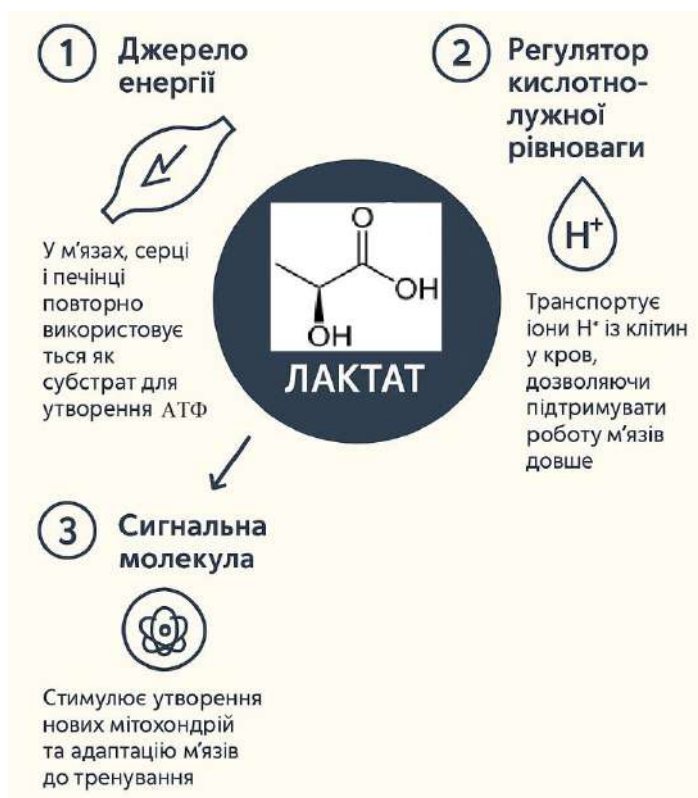 1 Джерело
енергії
У м'язах, серці
і печінці
повторно
використовує
ться як
субстрат для
утворення АТФ
2 Регулятор
кислотно-
лужної
рівноваги
H⁺
Транспортує
іони H⁺ із клітин
у кров,
дозволяючи
підтримувати
роботу м'язів
довше
O
OH
OH
ЛАКТАТ
3 Сигнальна
молекула
Стимулює утворення
нових мітохондрій
та адаптацію м'язів
до тренування